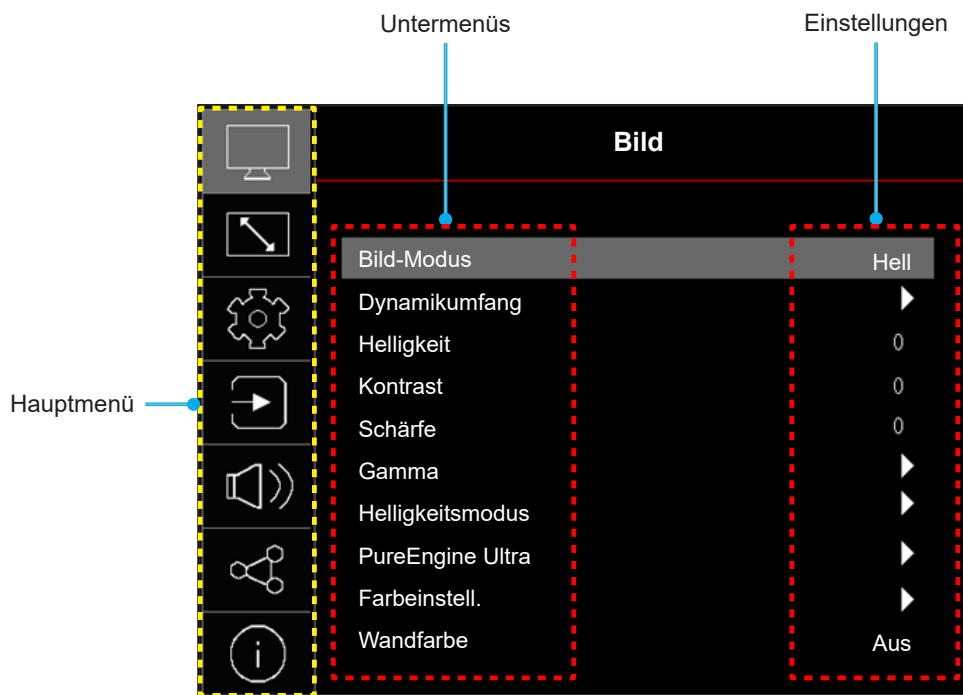 Untermenüs Einstellungen
Bild
Bild-Modus Hell
Dynamikumfang
Helligkeit 0
Kontrast 0
Hauptmenü
Schärfe 0
Gamma
Helligkeitsmodus
PureEngine Ultra
Farbeinstell.
Wandfarbe Aus
i